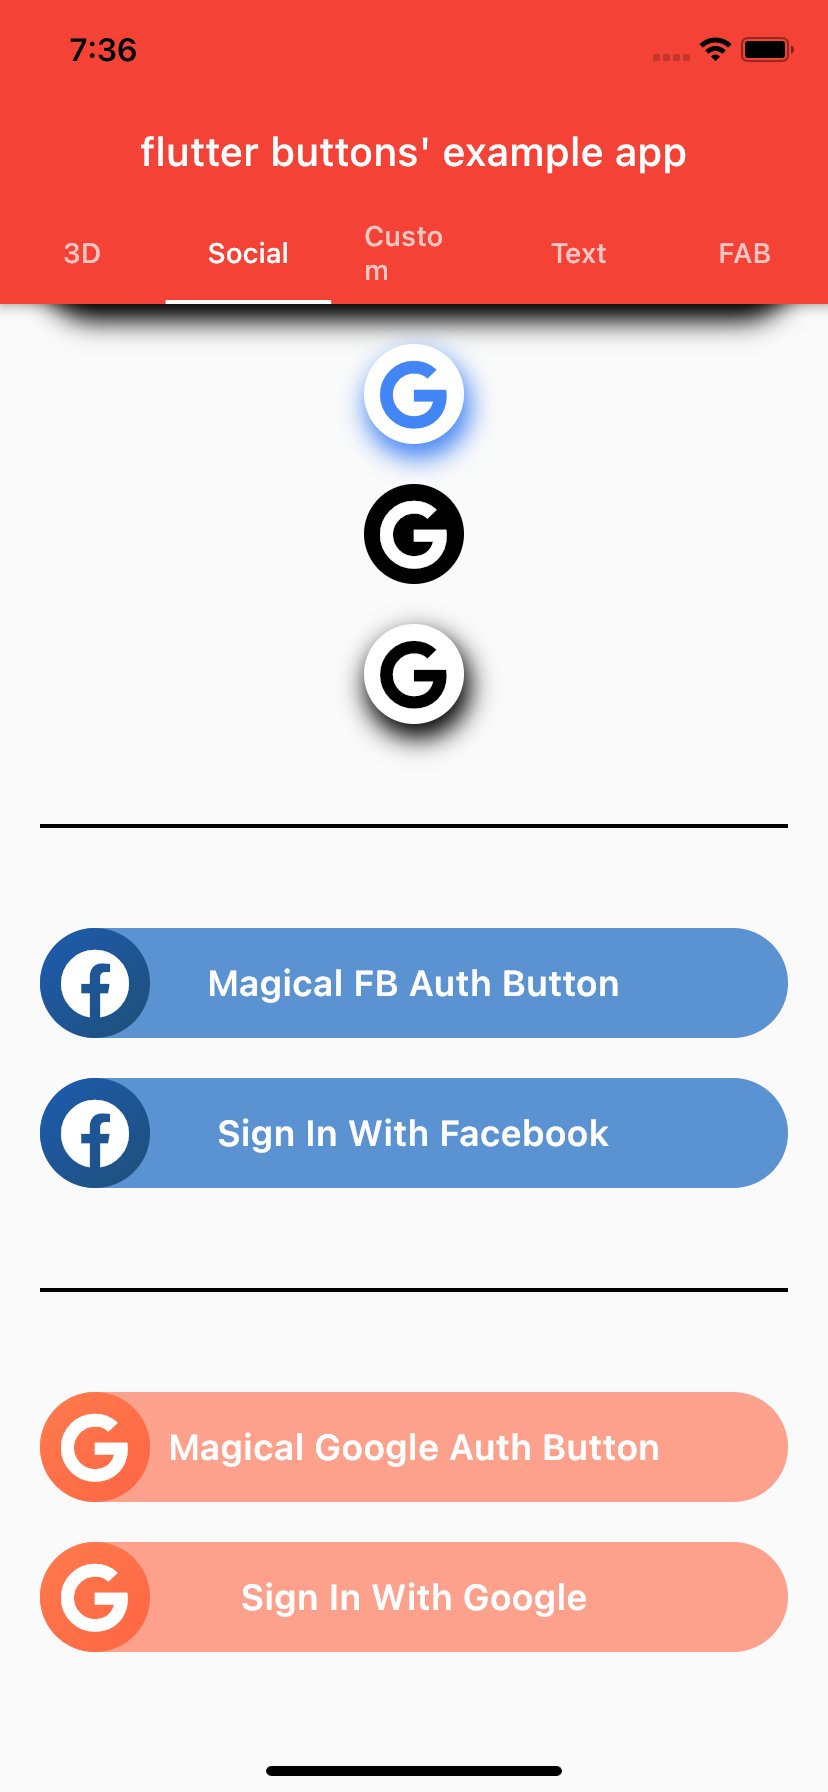 7:36
flutter buttons' example app
3D
Social
Custo
m
Text
FAB
G
G
G
Magical FB Auth Button
Sign In With Facebook
G Magical Google Auth Button
G Sign In With Google